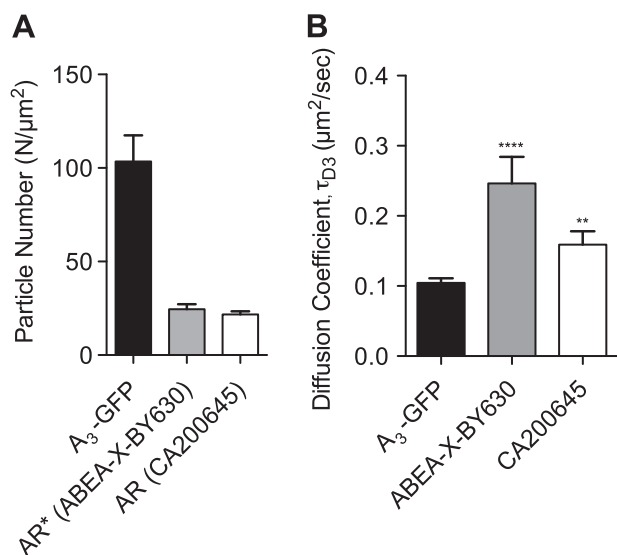 A
Particle Number (N/µm²)
150
100
50
0
A₃-GFP
AR* (ABEA-X-BY630)
AR (CA200645)
B
Diffusion Coefficient, τD3 (µm²/sec)
0.4
0.3
0.2
0.1
0.0
****
**
A₃-GFP
ABEA-X-BY630
CA200645